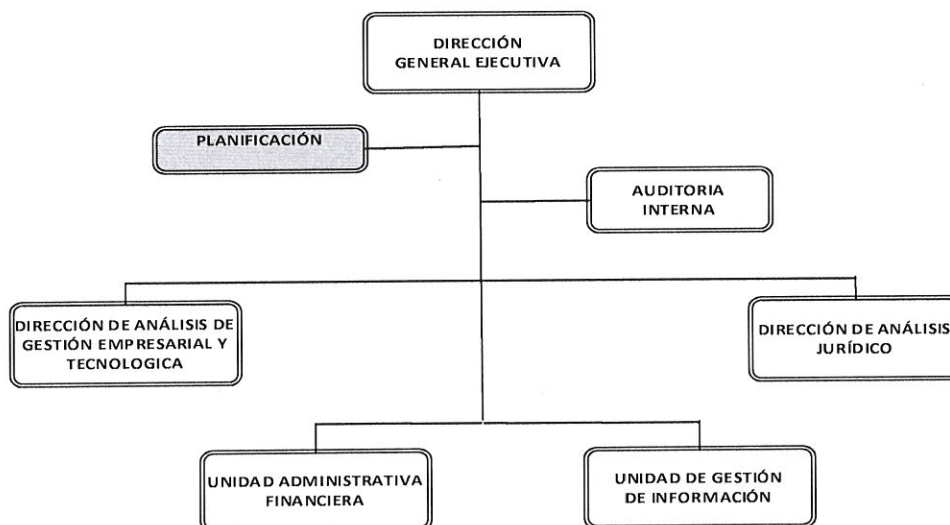 DIRECCIÓN
GENERAL EJECUTIVA
PLANIFICACIÓN
AUDITORIA
INTERNA
DIRECCIÓN DE ANÁLISIS DE
GESTIÓN EMPRESARIAL Y
TECNOLOGICA
DIRECCIÓN DE ANÁLISIS
JURÍDICO
UNIDAD ADMINISTRATIVA
FINANCIERA
UNIDAD DE GESTIÓN
DE INFORMACIÓN